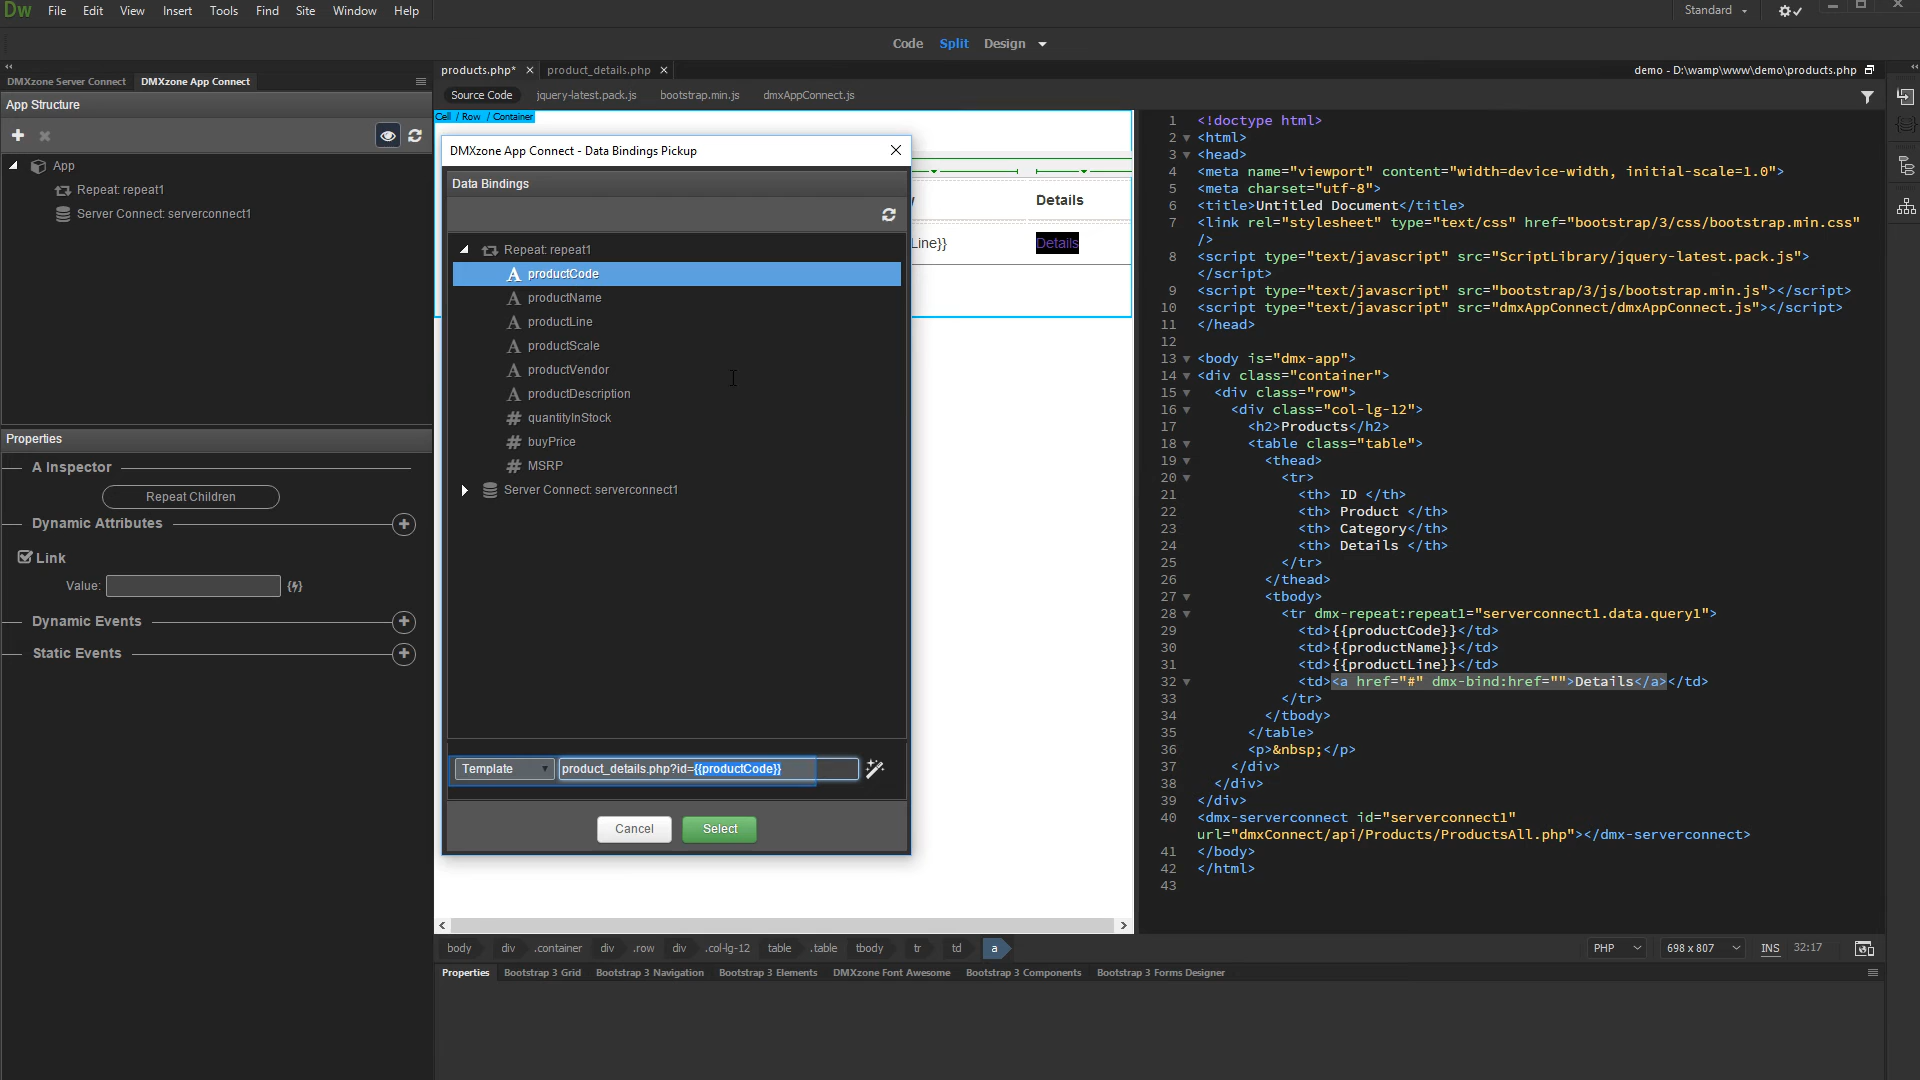 Dw File Edit View Insert Tools Find Site Window Help
Standard
Code Split Design
DMXzone Server Connect DMXzone App Connect
products.php* product_details.php
demo - D:\wamp\www\demo\products.php
Source Code jquery-latest.pack.js bootstrap.min.js dmxAppConnect.js
App Structure
App
Repeat: repeat1
Server Connect: serverconnect1
Properties
A Inspector
Repeat Children
Dynamic Attributes
Link
Value:
Dynamic Events
Static Events
Cell / Row / Container
DMXzone App Connect - Data Bindings Pickup
Data Bindings
Repeat: repeat1
productCode
productName
productLine
productScale
productVendor
productDescription
quantityInStock
buyPrice
MSRP
Server Connect: serverconnect1
Template product_details.php?id={{productCode}}
Cancel Select
Details
Line}} Details
1 <!doctype html>
2 <html>
3 <head>
4 <meta name="viewport" content="width=device-width, initial-scale=1.0">
5 <meta charset="utf-8">
6 <title>Untitled Document</title>
7 <link rel="stylesheet" type="text/css" href="bootstrap/3/css/bootstrap.min.css"
/>
8 <script type="text/javascript" src="ScriptLibrary/jquery-latest.pack.js">
</script>
9 <script type="text/javascript" src="bootstrap/3/js/bootstrap.min.js"></script>
10 <script type="text/javascript" src="dmxAppConnect/dmxAppConnect.js"></script>
11 </head>
12
13 <body is="dmx-app">
14 <div class="container">
15 <div class="row">
16 <div class="col-lg-12">
17 <h2>Products</h2>
18 <table class="table">
19 <thead>
20 <tr>
21 <th> ID </th>
22 <th> Product </th>
23 <th> Category</th>
24 <th> Details </th>
25 </tr>
26 </thead>
27 <tbody>
28 <tr dmx-repeat:repeat1="serverconnect1.data.query1">
29 <td>{{productCode}}</td>
30 <td>{{productName}}</td>
31 <td>{{productLine}}</td>
32 <td><a href="#" dmx-bind:href="">Details</a></td>
33 </tr>
34 </tbody>
35 </table>
36 <p>&nbsp;</p>
37 </div>
38 </div>
39 </div>
40 <dmx-serverconnect id="serverconnect1"
url="dmxConnect/api/Products/ProductsAll.php"></dmx-serverconnect>
41 </body>
42 </html>
43
body div .container div .row div .col-lg-12 table .table tbody tr td a
PHP 698 x 807 INS 32:17
Properties Bootstrap 3 Grid Bootstrap 3 Navigation Bootstrap 3 Elements DMXzone Font Awesome Bootstrap 3 Components Bootstrap 3 Forms Designer